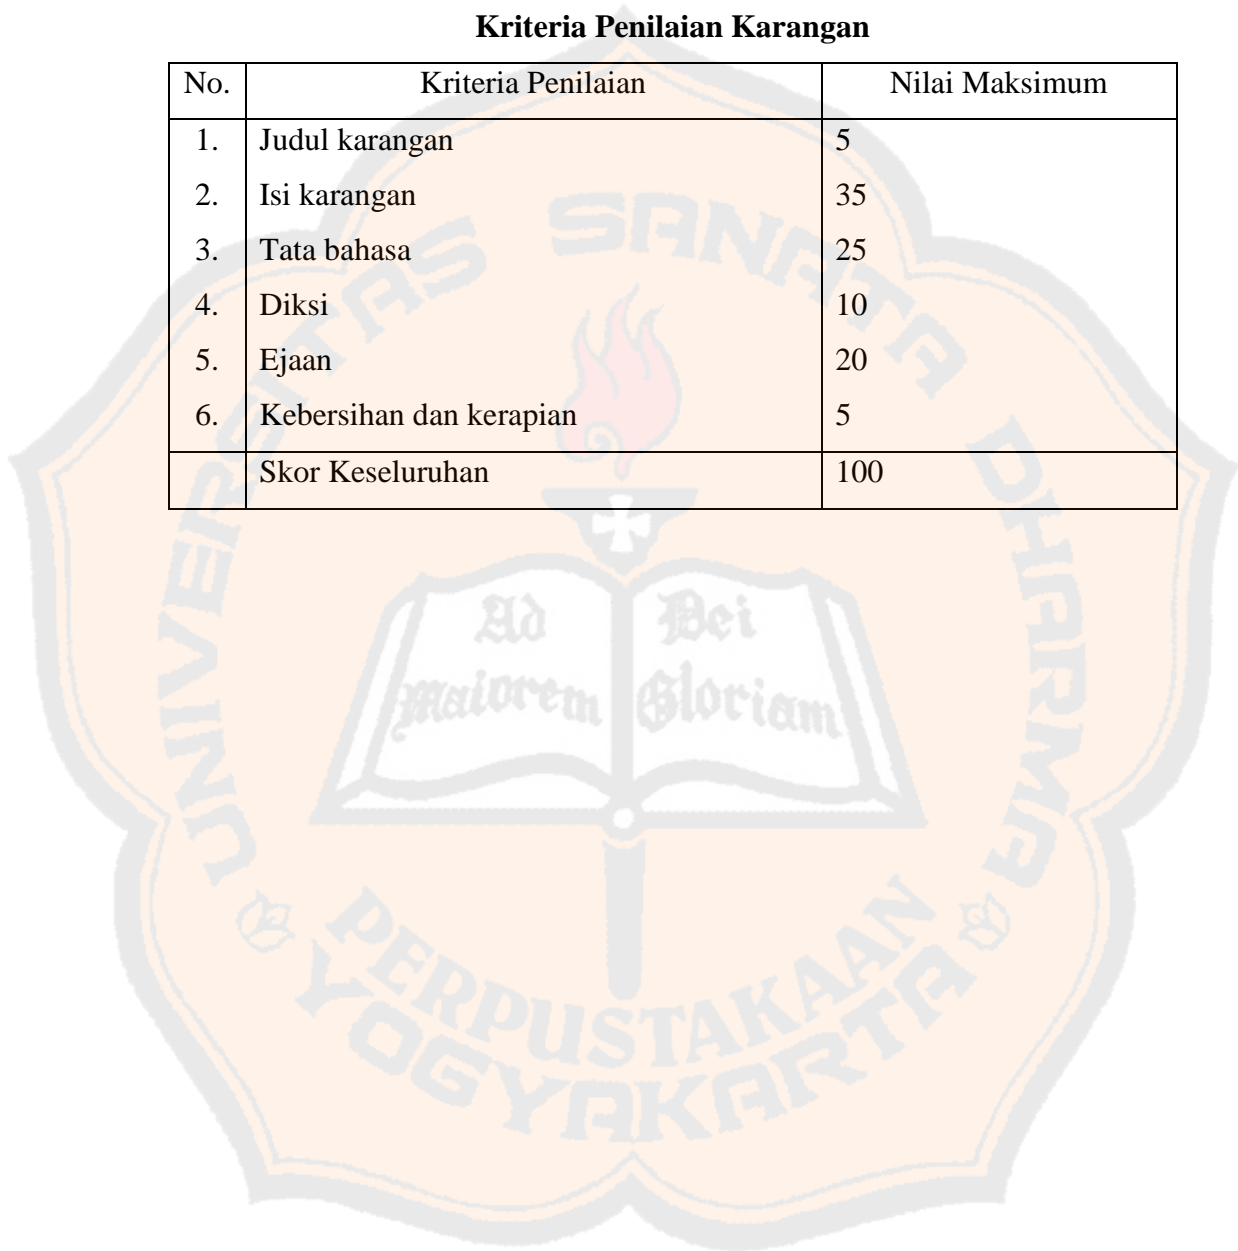 Kriteria Penilaian Karangan
No. Kriteria Penilaian Nilai Maksimum
1. Judul karangan 5
2. Isi karangan 35
3. Tata bahasa 25
4. Diksi 10
5. Ejaan 20
6. Kebersihan dan kerapian 5
Skor Keseluruhan 100
UNIVERSITAS SANATA DHARMA
Ad Dei
maiorem Gloriam
PERPUSTAKAAN
YOGYAKARTA